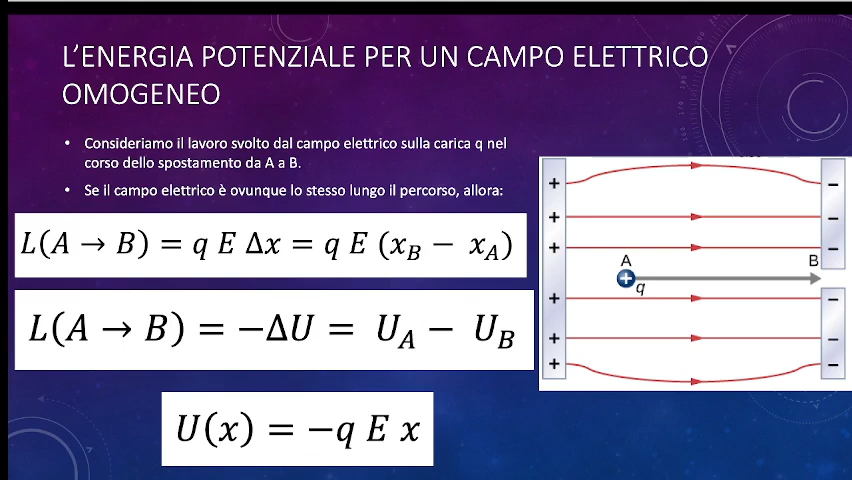 L'ENERGIA POTENZIALE PER UN CAMPO ELETTRICO
OMOGENEO
• Consideriamo il lavoro svolto dal campo elettrico sulla carica q nel
corso dello spostamento da A a B.
• Se il campo elettrico è ovunque lo stesso lungo il percorso, allora:
L(A → B) = q E Δx = q E (x_B − x_A)
L(A → B) = −ΔU = U_A − U_B
U(x) = −q E x
+ −
+ −
+ −
A B
+
q
+ −
+ −
+ −